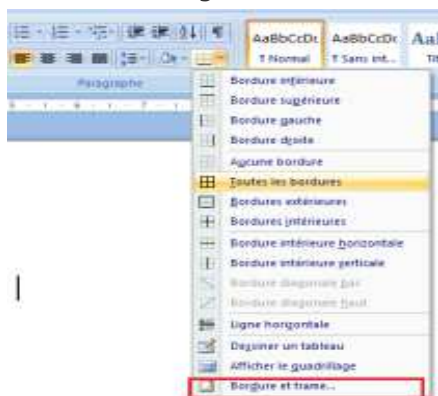 AaBbCcDc AaBbCcDc Aa
¶ Normal ¶ Sans int... Ti
Paragraphe
Bordure inférieure
Bordure supérieure
Bordure gauche
Bordure droite
Aucune bordure
Toutes les bordures
Bordures extérieures
Bordures intérieures
Bordure intérieure horizontale
Bordure intérieure verticale
Bordure diagonale bas
Bordure diagonale haut
Ligne horizontale
Dessiner un tableau
Afficher le quadrillage
Bordure et trame...